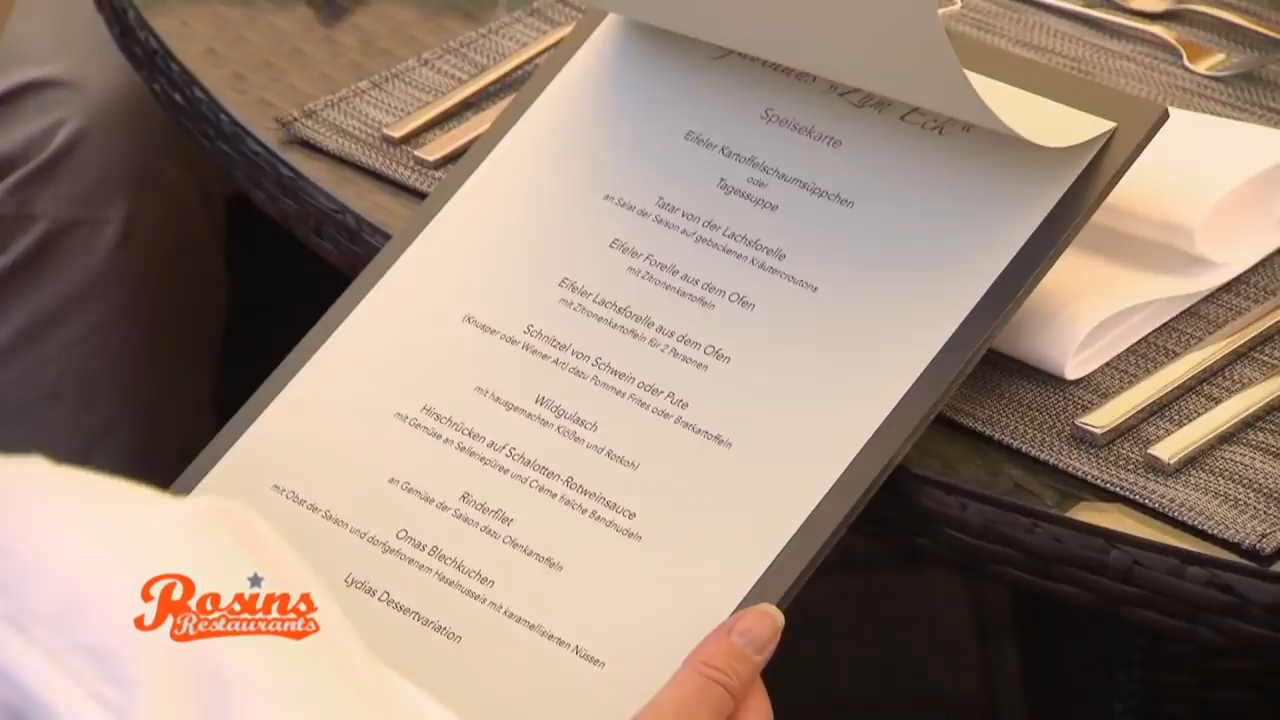 "Zum Eck"
Speisekarte
Eifeler Kartoffelschaumsüppchen
oder
Tagessuppe
Tatar von der Lachsforelle
an Salat der Saison auf gebackenen Kräutercroutons
Eifeler Forelle aus dem Ofen
mit Zitronenkartoffeln
Eifeler Lachsforelle aus dem Ofen
mit Zitronenkartoffeln für 2 Personen
Schnitzel von Schwein oder Pute
(Knusper oder Wiener Art) dazu Pommes Frites oder Bratkartoffeln
Wildgulasch
mit hausgemachten Klößen und Rotkohl
Hirschrücken auf Schalotten-Rotweinsauce
mit Gemüse an Selleriepüree und Crème fraîche Bandnudeln
Rinderfilet
an Gemüse der Saison dazu Ofenkartoffeln
Omas Blechkuchen
mit Obst der Saison und dorfgefrorenem Haselnusseis mit karamellisierten Nüssen
Lydias Dessertvariation
Rosins
Restaurants